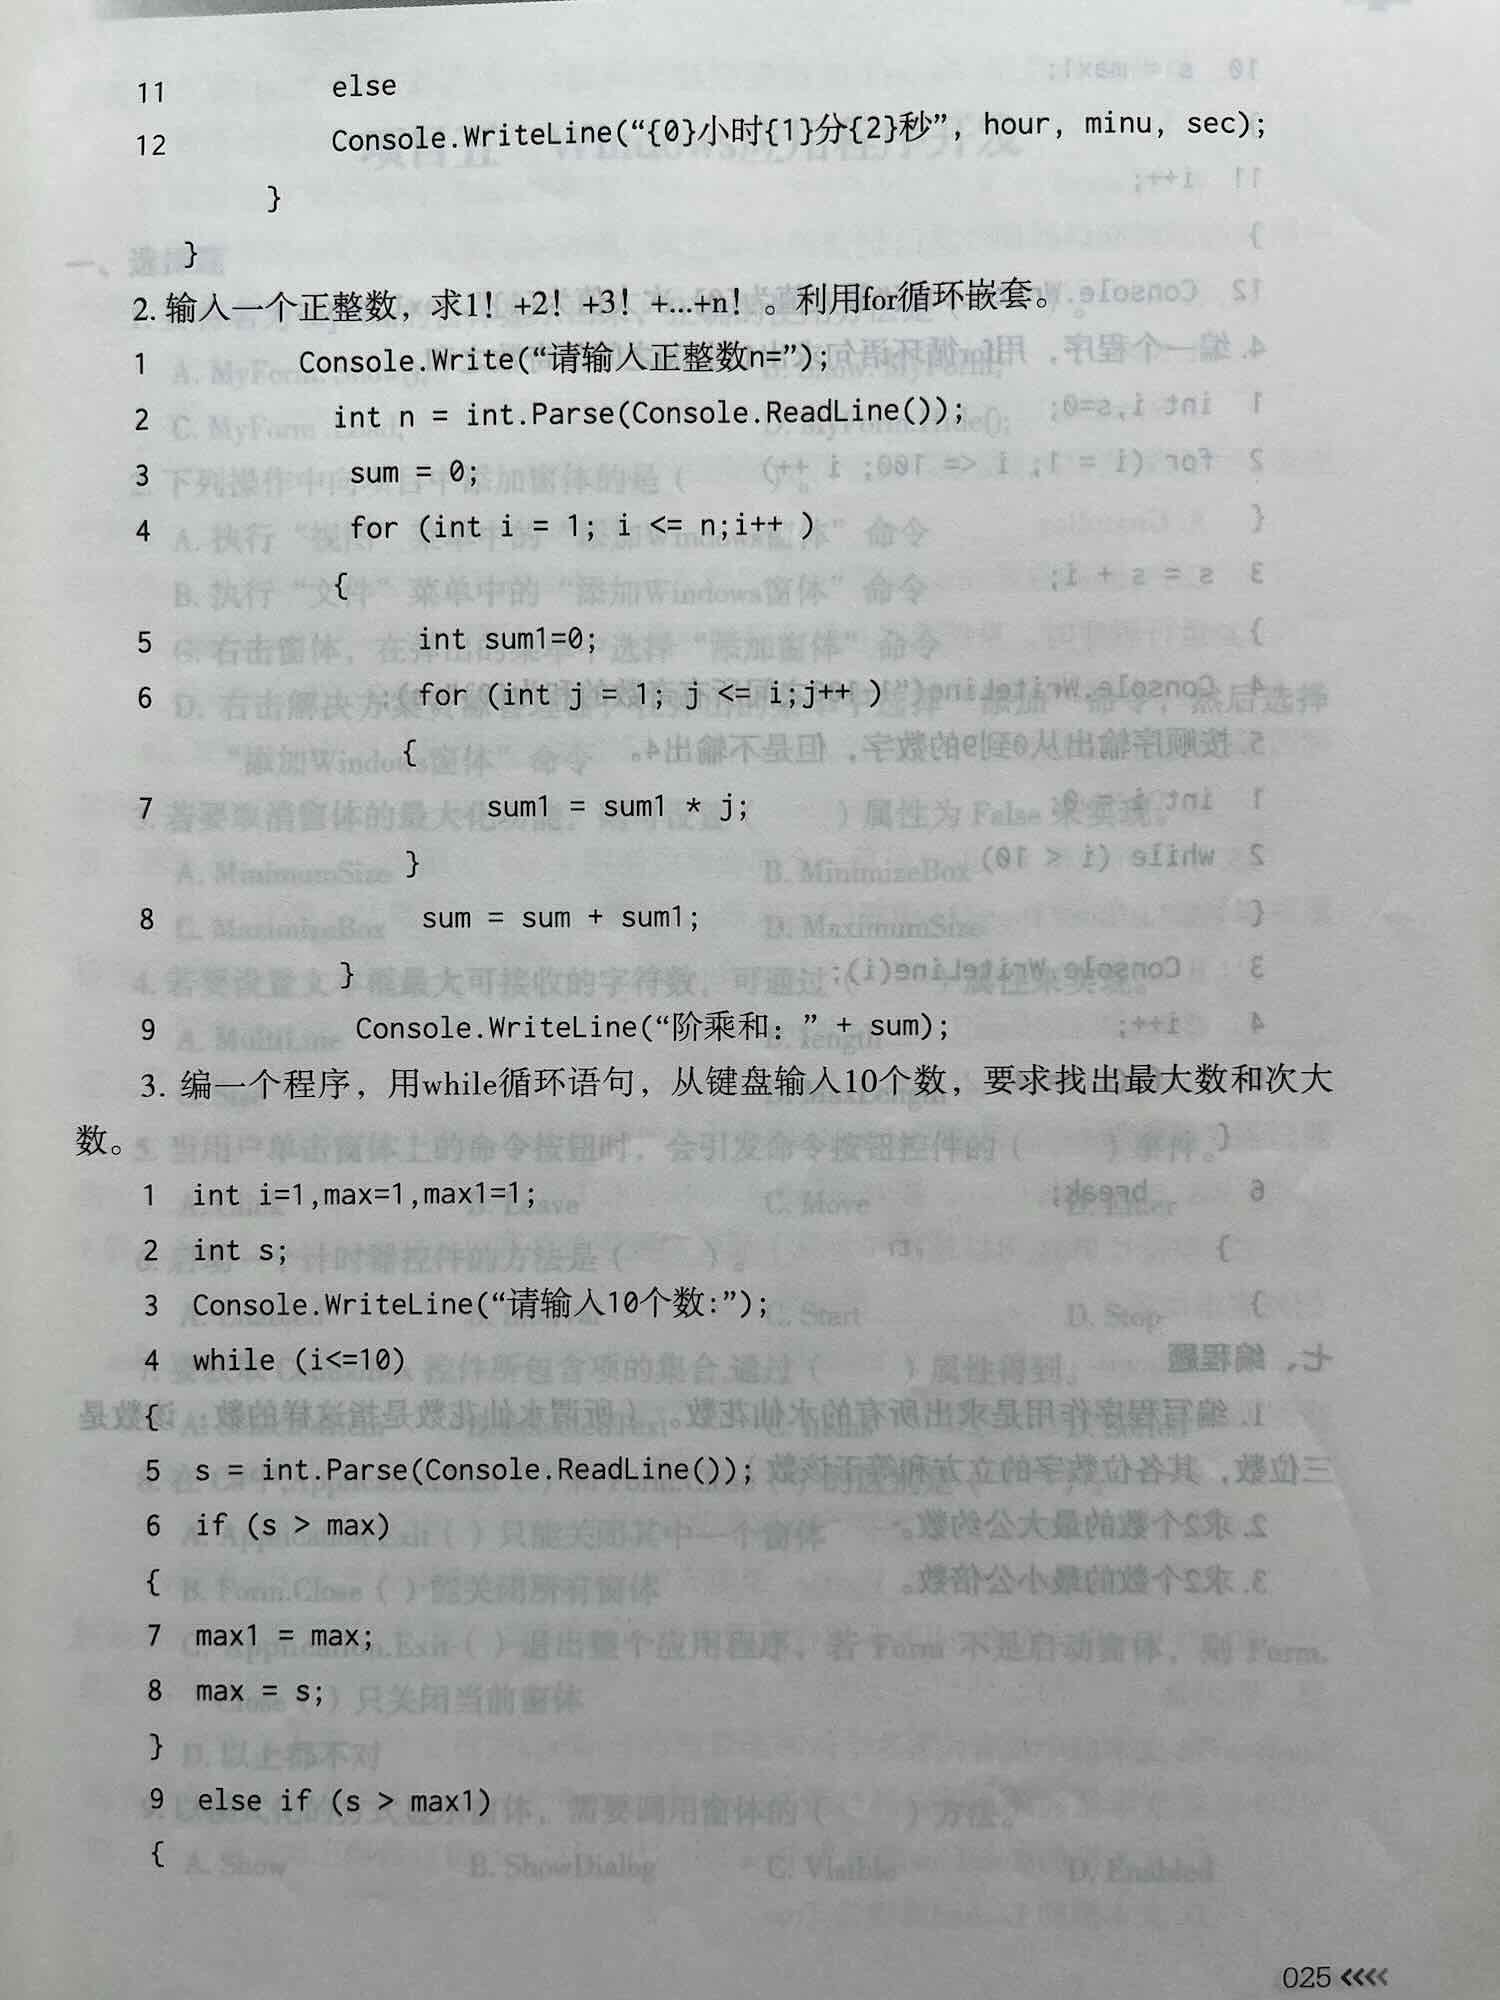 11 else
12 Console.WriteLine(“{0}小时{1}分{2}秒”, hour, minu, sec);
}
}
2. 输入一个正整数，求1！+2！+3！+...+n！。利用for循环嵌套。
1 Console.Write(“请输入正整数n=”);
2 int n = int.Parse(Console.ReadLine());
3 sum = 0;
4 for (int i = 1; i <= n;i++ )
{
5 int sum1=0;
6 for (int j = 1; j <= i;j++ )
{
7 sum1 = sum1 * j;
}
8 sum = sum + sum1;
}
9 Console.WriteLine(“阶乘和：” + sum);
3. 编一个程序，用while循环语句，从键盘输入10个数，要求找出最大数和次大
数。
1 int i=1,max=1,max1=1;
2 int s;
3 Console.WriteLine(“请输入10个数:”);
4 while (i<=10)
{
5 s = int.Parse(Console.ReadLine());
6 if (s > max)
{
7 max1 = max;
8 max = s;
}
9 else if (s > max1)
{
025